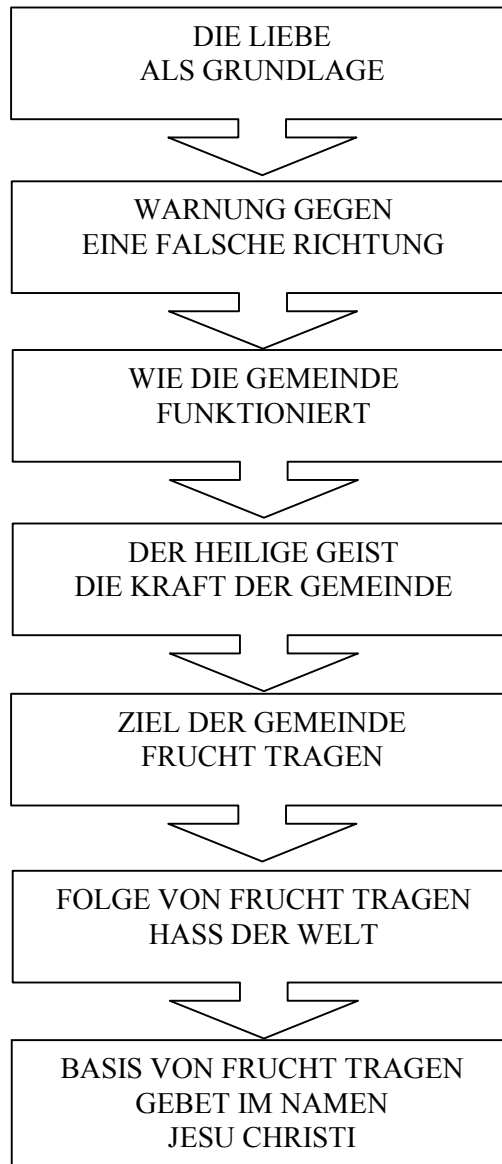 DIE LIEBE
ALS GRUNDLAGE
WARNUNG GEGEN
EINE FALSCHE RICHTUNG
WIE DIE GEMEINDE
FUNKTIONIERT
DER HEILIGE GEIST
DIE KRAFT DER GEMEINDE
ZIEL DER GEMEINDE
FRUCHT TRAGEN
FOLGE VON FRUCHT TRAGEN
HASS DER WELT
BASIS VON FRUCHT TRAGEN
GEBET IM NAMEN
JESU CHRISTI